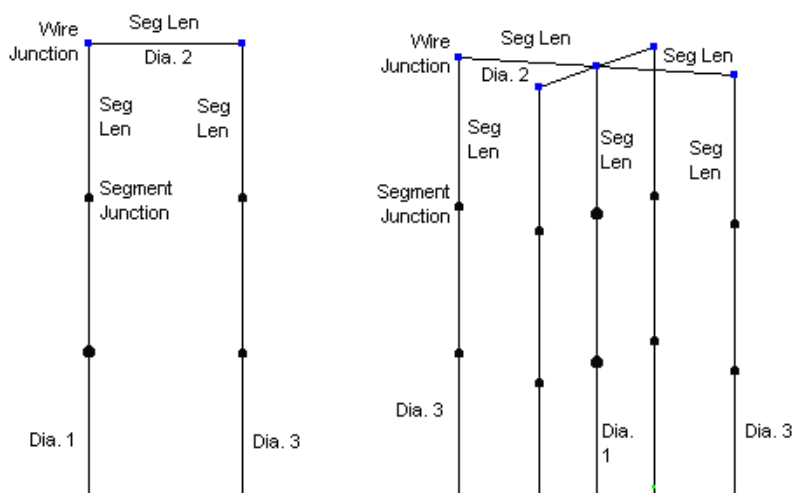 Seg Len
Wire
Junction
Dia. 2
Seg
Len
Seg
Len
Segment
Junction
Dia. 1
Dia. 3
Seg Len
Wire
Junction
Seg Len
Dia. 2
Seg
Len
Seg
Len
Seg
Len
Segment
Junction
Dia. 3
Dia.
1
Dia. 3